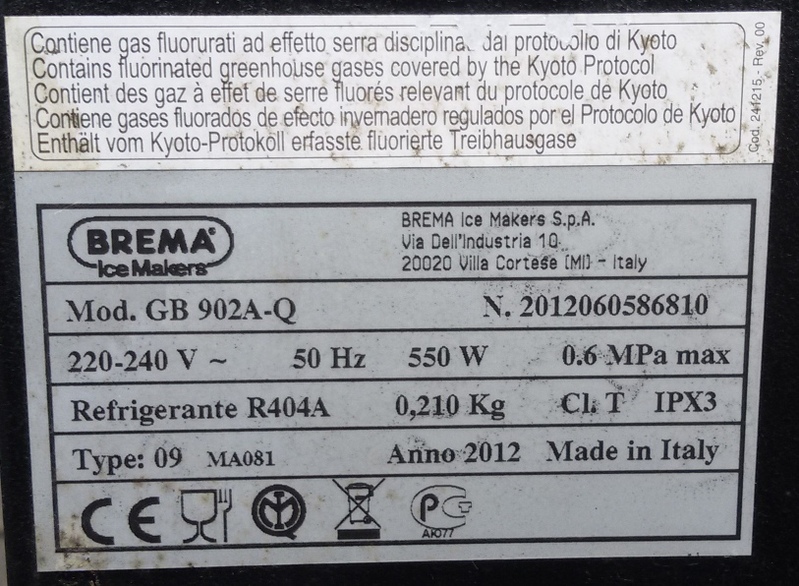 Contiene gas fluorurati ad effetto serra disciplina. dai protocollo di Kyoto
Contains fluorinated greenhouse gases covered by the Kyoto Protocol
Contient des gaz à effet de serre fluorés relevant du protocole de Kyoto
Contiene gases fluorados de efecto invernadero regulados por el Protocolo de Kyoto
Enthält vom Kyoto-Protokoll erfasste fluorierte Treibhausgase
Cod. 241215 - Rev. 00
BREMA®
Ice Makers
BREMA Ice Makers S.p.A.
Via Dell'Industria 10
20020 Villa Cortese (MI) - Italy
Mod. GB 902A-Q N. 2012060586810
220-240 V ~ 50 Hz 550 W 0.6 MPa max
Refrigerante R404A 0,210 Kg Cl. T IPX3
Type: 09 MA081 Anno 2012 Made in Italy
CE
AЮ77